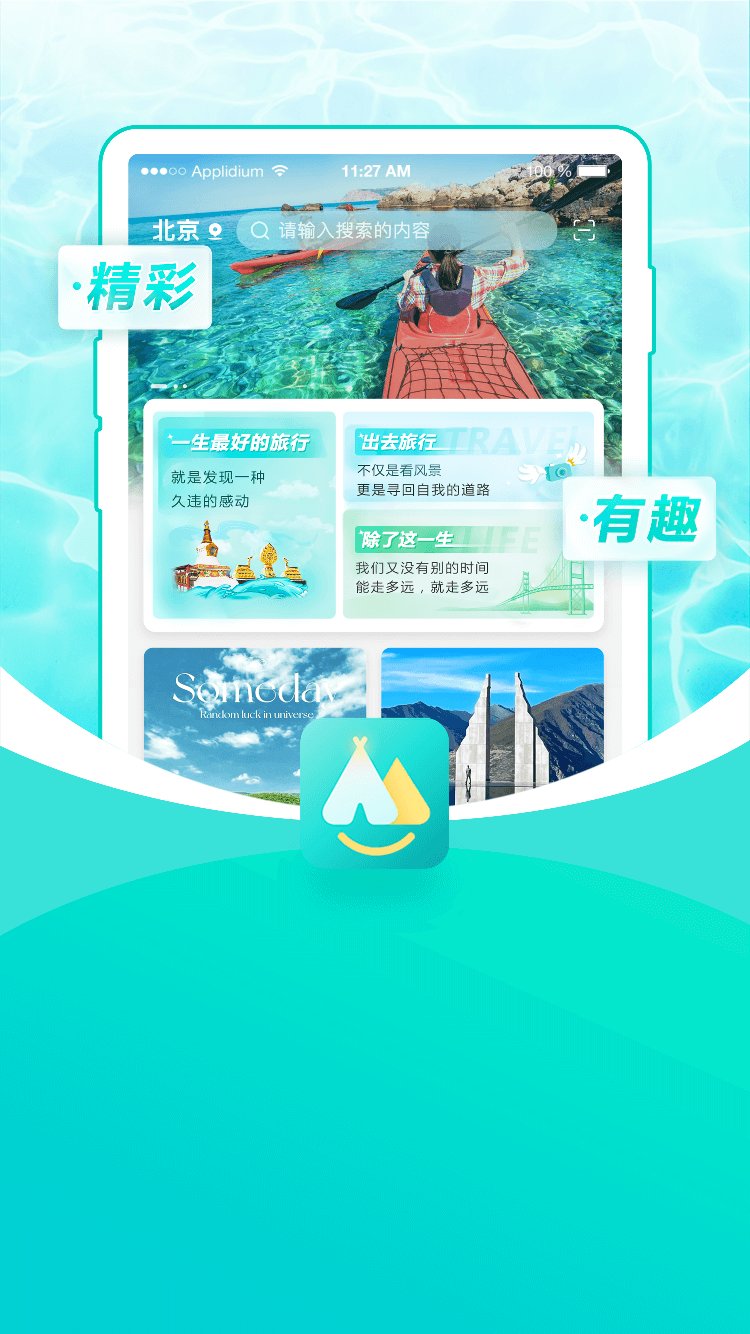 Applidium 11:27 AM 100 %
北京 请输入搜索的内容
·精彩
一生最好的旅行
就是发现一种
久违的感动
TRAVEL
出去旅行
不仅是看风景
更是寻回自我的道路
·有趣
LIFE
除了这一生
我们又没有别的时间
能走多远，就走多远
Someday
Random luck in universe